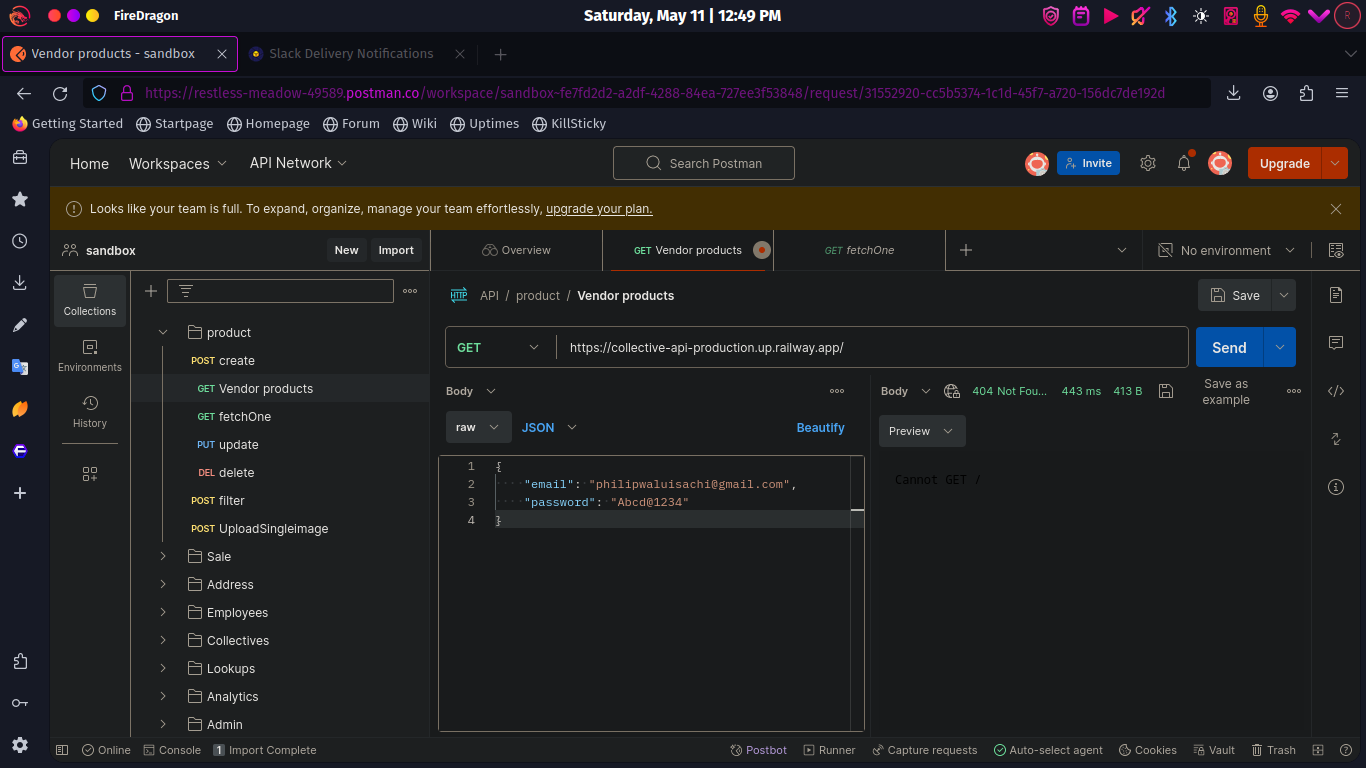 FireDragon
Saturday, May 11 | 12:49 PM
R
Vendor products - sandbox
Slack Delivery Notifications
https://restless-meadow-49589.postman.co/workspace/sandbox~fe7fd2d2-a2df-4288-84ea-727ee3f53848/request/31552920-cc5b5374-1c1d-45f7-a720-156dc7de192d
Getting Started
Startpage
Homepage
Forum
Wiki
Uptimes
KillSticky
Home
Workspaces
API Network
Search Postman
Invite
Upgrade
Looks like your team is full. To expand, organize, manage your team effortlessly, upgrade your plan.
sandbox
New
Import
Overview
GET Vendor products
GET fetchOne
No environment
Collections
Environments
History
product
POST create
GET Vendor products
GET fetchOne
PUT update
DEL delete
POST filter
POST UploadSingleimage
Sale
Address
Employees
Collectives
Lookups
Analytics
Admin
HTTP
API / product / Vendor products
Save
GET
https://collective-api-production.up.railway.app/
Send
Body
raw
JSON
Beautify
1 {
2 "email": "philipwaluisachi@gmail.com",
3 "password": "Abcd@1234"
4 }
Body
404 Not Fou...
443 ms
413 B
Save as
example
Preview
Cannot GET /
Online
Console
1 Import Complete
Postbot
Runner
Capture requests
Auto-select agent
Cookies
Vault
Trash